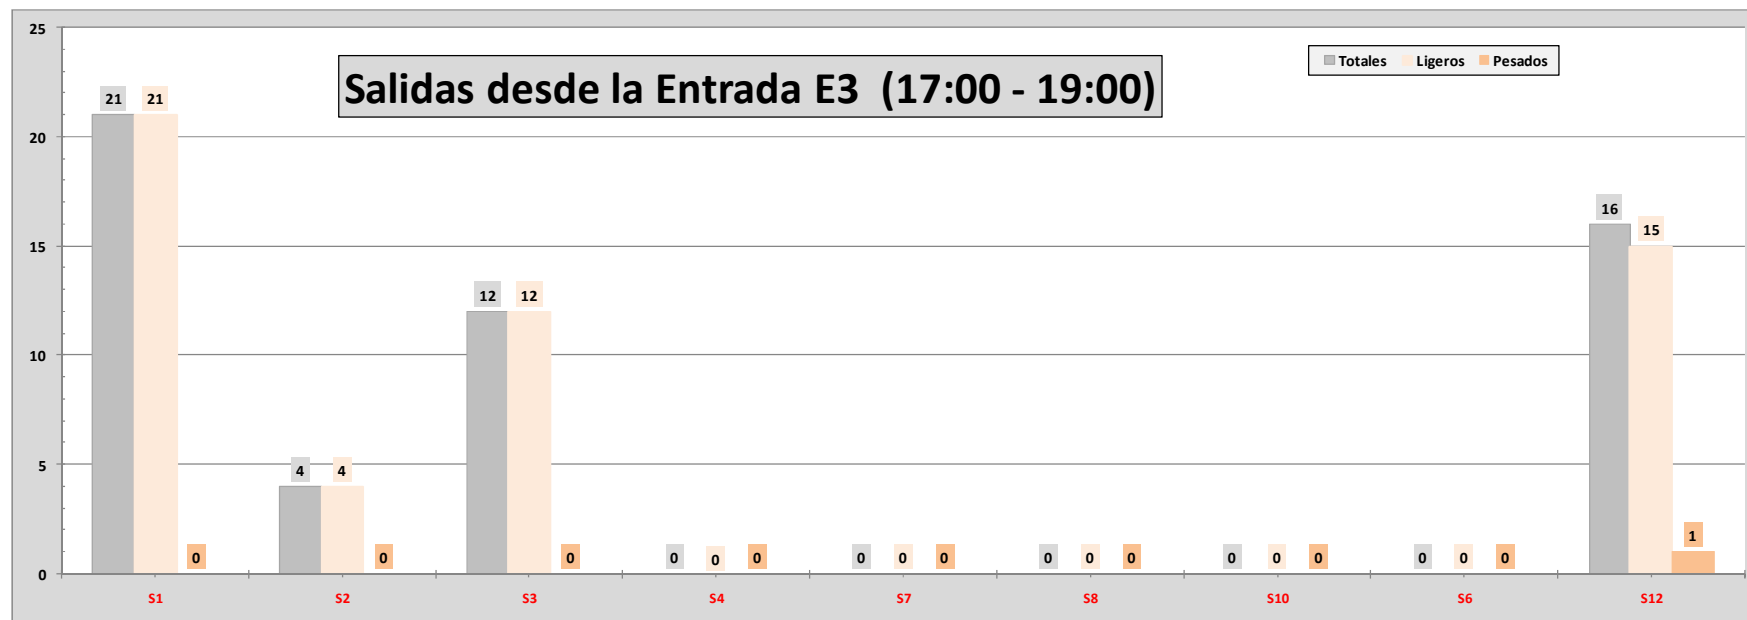 Salidas desde la Entrada E3 (17:00 - 19:00)
Totales Ligeros Pesados
25
20
15
10
5
0
21 21 0
4 4 0
12 12 0
0 0 0
0 0 0
0 0 0
0 0 0
0 0 0
16 15 1
S1 S2 S3 S4 S7 S8 S10 S6 S12